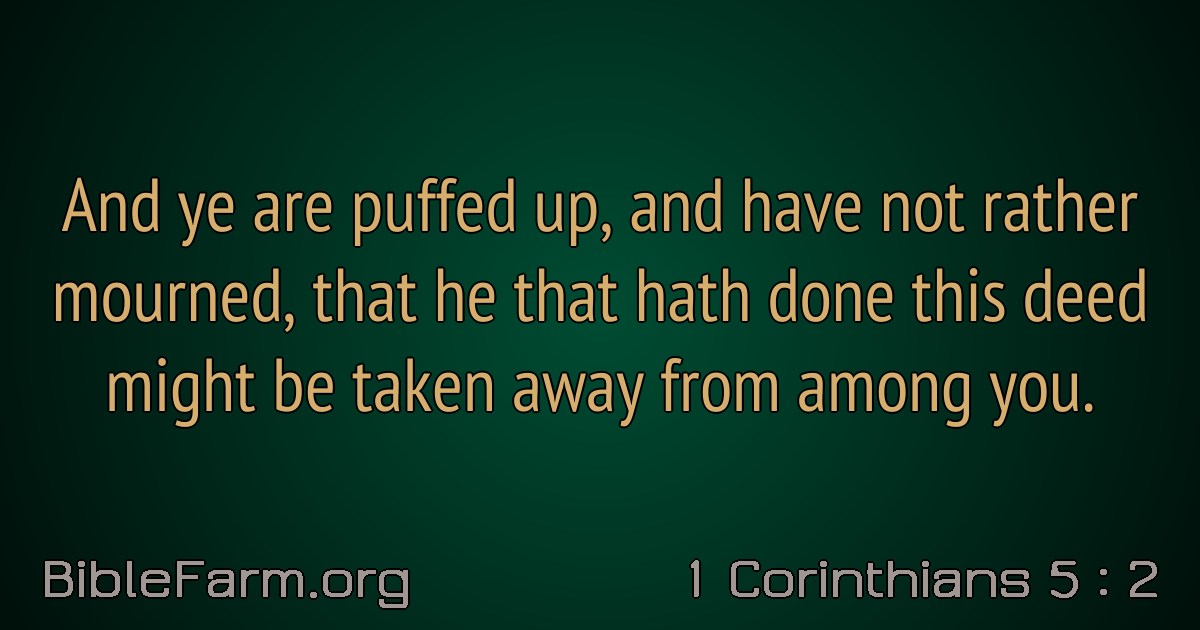 And ye are puffed up, and have not rather
mourned, that he that hath done this deed
might be taken away from among you.
BibleFarm.org
1 Corinthians 5 : 2